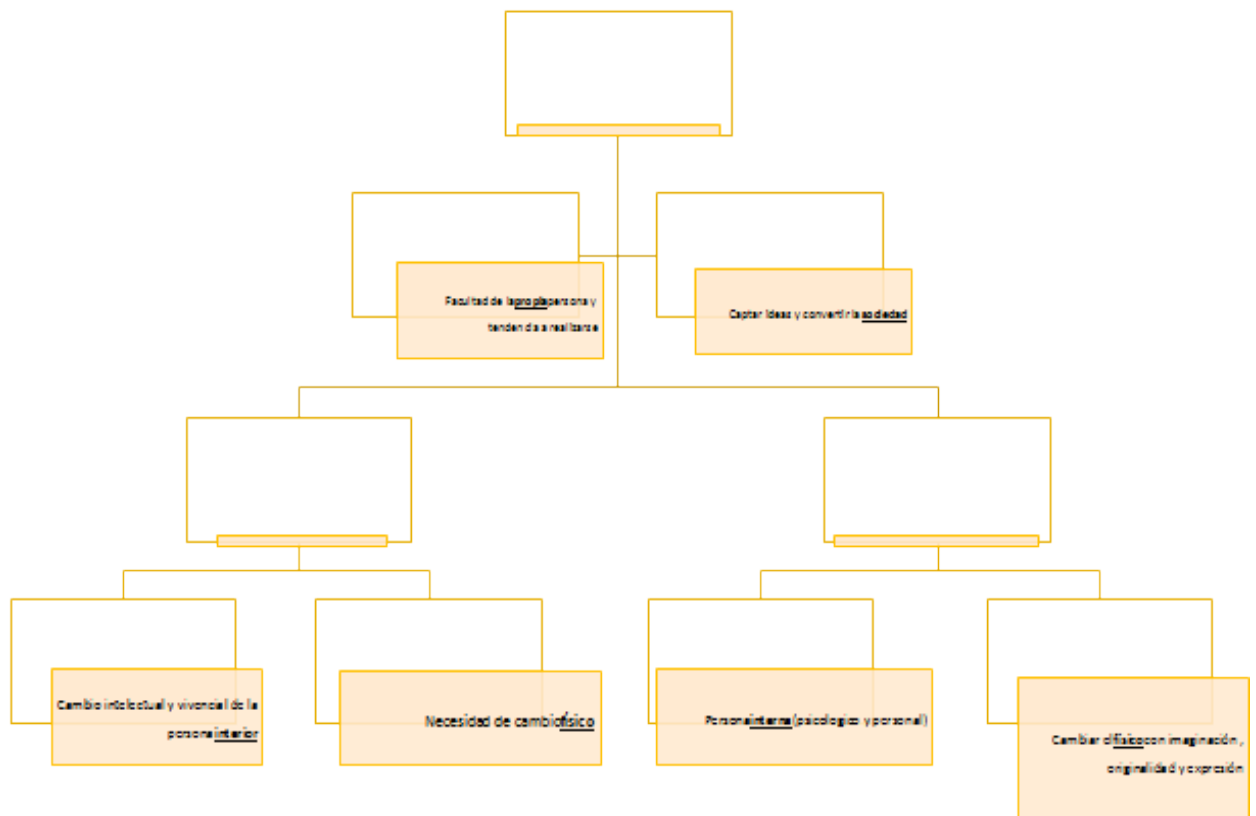 Facultad de la propia persona y
tendencia a realizarse
Captar ideas y convertir la sociedad
Cambio intelectual y vivencial de la
persona interior
Necesidad de cambio físico
Persona interna (psicologico y personal)
Cambiar el físico con imaginación ,
originalidad y expresión